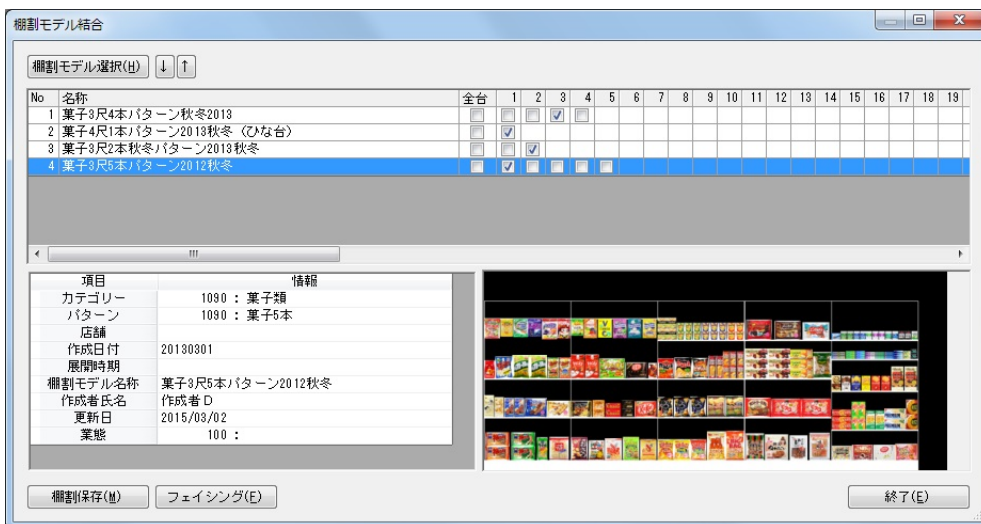 棚割モデル結合
棚割モデル選択(H) ↓ ↑
No 名称 全台 1 2 3 4 5 6 7 8 9 10 11 12 13 14 15 16 17 18 19
1 菓子3尺4本パターン秋冬2013
2 菓子4尺1本パターン2013秋冬（ひな台）
3 菓子3尺2本秋冬パターン2013秋冬
4 菓子3尺5本パターン2012秋冬
項目 情報
カテゴリー 1090 : 菓子類
パターン 1090 : 菓子5本
店舗
作成日付 20130301
展開時期
棚割モデル名称 菓子3尺5本パターン2012秋冬
作成者氏名 作成者D
更新日 2015/03/02
業態 100 :
棚割保存(M) フェイシング(F) 終了(E)